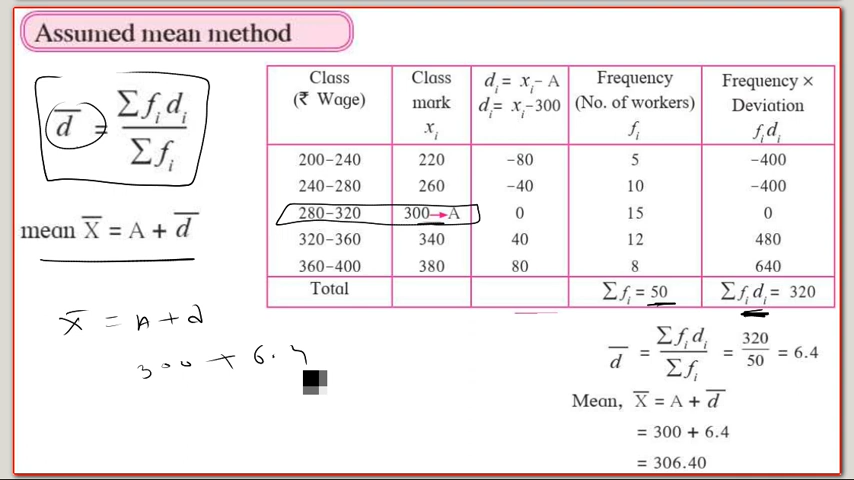 Assumed mean method
d̄ = Σfᵢdᵢ / Σfᵢ
mean X̄ = A + d̄
X̄ = A + d
300 + 6.4
Class (₹ Wage) | Class mark xᵢ | dᵢ = xᵢ – A dᵢ = xᵢ–300 | Frequency (No. of workers) fᵢ | Frequency × Deviation fᵢdᵢ
200–240 220 –80 5 –400
240–280 260 –40 10 –400
280–320 300→A 0 15 0
320–360 340 40 12 480
360–400 380 80 8 640
Total Σfᵢ = 50 Σfᵢdᵢ = 320
d̄ = Σfᵢdᵢ / Σfᵢ = 320 / 50 = 6.4
Mean, X̄ = A + d̄
= 300 + 6.4
= 306.40